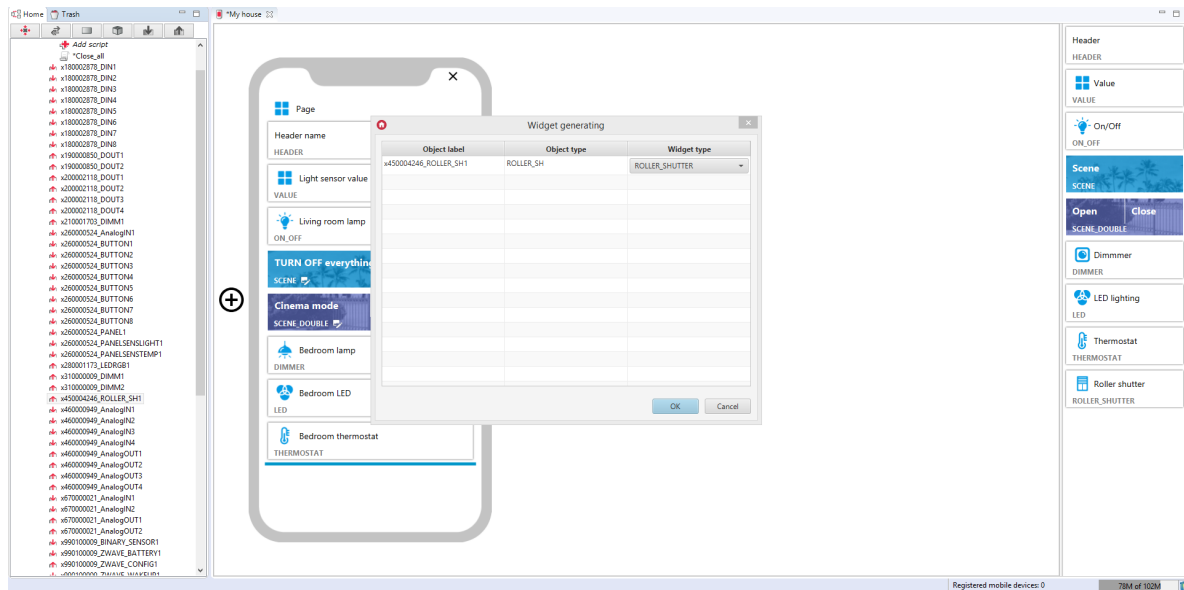 Home
Trash
*My house
Add script
*Close_all
x180002878_DIN1
x180002878_DIN2
x180002878_DIN3
x180002878_DIN4
x180002878_DIN5
x180002878_DIN6
x180002878_DIN7
x180002878_DIN8
x190000850_DOUT1
x190000850_DOUT2
x200002118_DOUT1
x200002118_DOUT2
x200002118_DOUT3
x200002118_DOUT4
x210001703_DIMM1
x260000524_AnalogIN1
x260000524_BUTTON1
x260000524_BUTTON2
x260000524_BUTTON3
x260000524_BUTTON4
x260000524_BUTTON5
x260000524_BUTTON6
x260000524_BUTTON7
x260000524_BUTTON8
x260000524_PANEL1
x260000524_PANELSENSLIGHT1
x260000524_PANELSENSTEMP1
x280001173_LEDRGB1
x310000009_DIMM1
x310000009_DIMM2
x450004246_ROLLER_SH1
x460000949_AnalogIN1
x460000949_AnalogIN2
x460000949_AnalogIN3
x460000949_AnalogIN4
x460000949_AnalogOUT1
x460000949_AnalogOUT2
x460000949_AnalogOUT3
x460000949_AnalogOUT4
x670000021_AnalogIN1
x670000021_AnalogIN2
x670000021_AnalogOUT1
x670000021_AnalogOUT2
x990100009_BINARY_SENSOR1
x990100009_ZWAVE_BATTERY1
x990100009_ZWAVE_CONFIG1
x990100009_ZWAVE_WAKEUP1
Page
Header name
HEADER
Light sensor value
VALUE
Living room lamp
ON_OFF
TURN OFF everything
SCENE
Cinema mode
SCENE_DOUBLE
Bedroom lamp
DIMMER
Bedroom LED
LED
Bedroom thermostat
THERMOSTAT
Widget generating
Object label Object type Widget type
x450004246_ROLLER_SH1 ROLLER_SH ROLLER_SHUTTER
OK Cancel
Header
HEADER
Value
VALUE
On/Off
ON_OFF
Scene
SCENE
Open Close
SCENE_DOUBLE
Dimmmer
DIMMER
LED lighting
LED
Thermostat
THERMOSTAT
Roller shutter
ROLLER_SHUTTER
Registered mobile devices: 0
78M of 102M